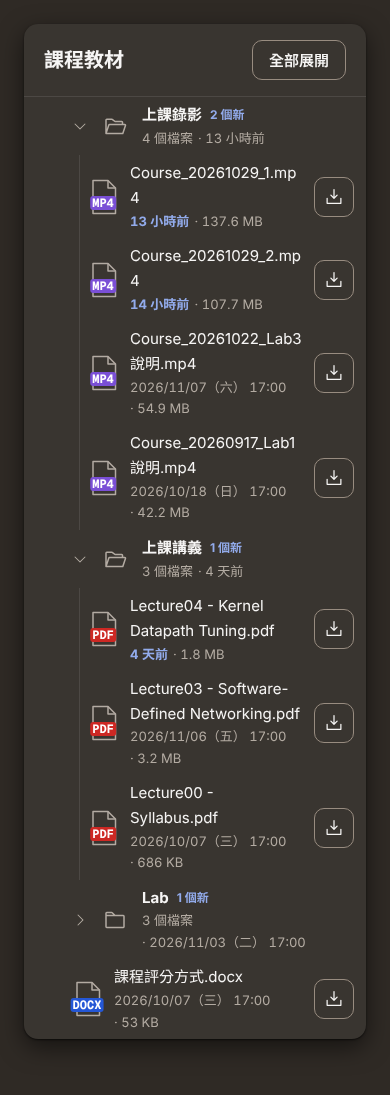 課程教材
全部展開
上課錄影 2 個新
4 個檔案 · 13 小時前
Course_20261029_1.mp
4
MP4
13 小時前 · 137.6 MB
Course_20261029_2.mp
4
MP4
14 小時前 · 107.7 MB
Course_20261022_Lab3
說明.mp4
MP4
2026/11/07（六） 17:00
· 54.9 MB
Course_20260917_Lab1
說明.mp4
MP4
2026/10/18（日） 17:00
· 42.2 MB
上課講義 1 個新
3 個檔案 · 4 天前
Lecture04 - Kernel
Datapath Tuning.pdf
PDF
4 天前 · 1.8 MB
Lecture03 - Software-
Defined Networking.pdf
PDF
2026/11/06（五） 17:00
· 3.2 MB
Lecture00 -
Syllabus.pdf
PDF
2026/10/07（三） 17:00
· 686 KB
Lab 1 個新
3 個檔案
· 2026/11/03（二） 17:00
課程評分方式.docx
DOCX
2026/10/07（三） 17:00
· 53 KB